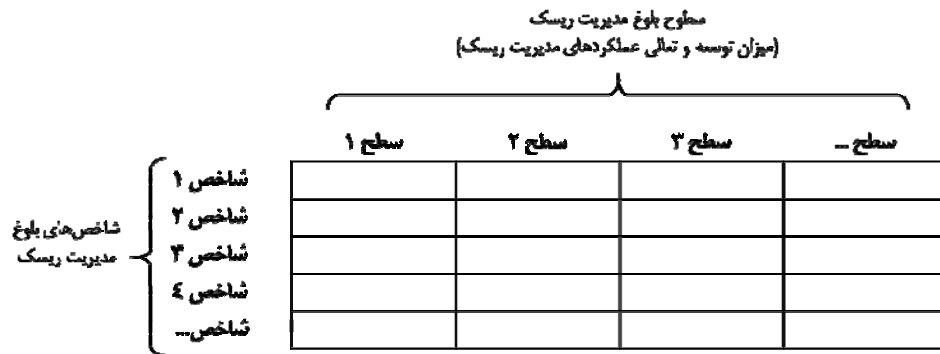 سطوح بلوغ مدیریت ریسک
(میزان توسعه و تعالی عملکردهای مدیریت ریسک)
سطح ۱ سطح ۲ سطح ۳ سطح ...
شاخص ۱
شاخص ۲
شاخص ۳
شاخص ٤
شاخص...
شاخص‌های بلوغ
مدیریت ریسک